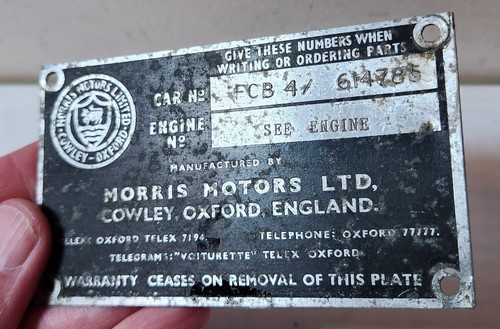 GIVE THESE NUMBERS WHEN
WRITING OR ORDERING PARTS
MORRIS MOTORS LIMITED
COWLEY-OXFORD
CAR Nº FCB 4/ 614785
ENGINE Nº SEE ENGINE
MANUFACTURED BY
MORRIS MOTORS LTD,
COWLEY, OXFORD, ENGLAND.
OXFORD TELEX 7194 TELEPHONE: OXFORD 77777.
TELEGRAMS: "VOITURETTE" TELEX OXFORD
WARRANTY CEASES ON REMOVAL OF THIS PLATE